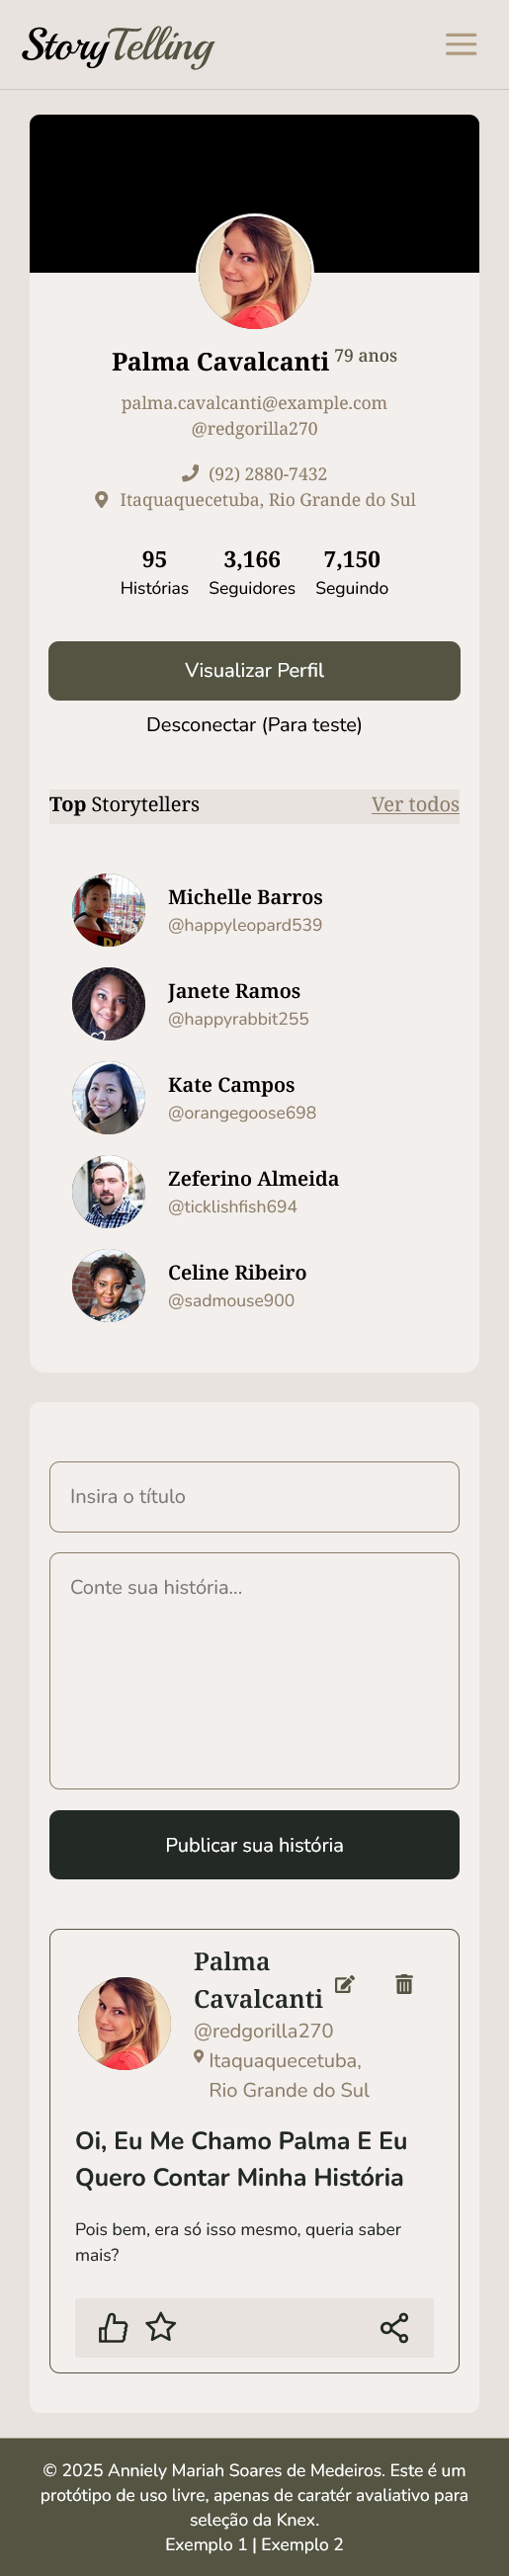 StoryTelling
Palma Cavalcanti 79 anos
palma.cavalcanti@example.com
@redgorilla270
(92) 2880-7432
Itaquaquecetuba, Rio Grande do Sul
95 3,166 7,150
Histórias Seguidores Seguindo
Visualizar Perfil
Desconectar (Para teste)
Top Storytellers Ver todos
Michelle Barros
@happyleopard539
Janete Ramos
@happyrabbit255
Kate Campos
@orangegoose698
Zeferino Almeida
@ticklishfish694
Celine Ribeiro
@sadmouse900
Insira o título
Conte sua história...
Publicar sua história
Palma
Cavalcanti
@redgorilla270
Itaquaquecetuba,
Rio Grande do Sul
Oi, Eu Me Chamo Palma E Eu
Quero Contar Minha História
Pois bem, era só isso mesmo, queria saber
mais?
© 2025 Anniely Mariah Soares de Medeiros. Este é um
protótipo de uso livre, apenas de caratér avaliativo para
seleção da Knex.
Exemplo 1 | Exemplo 2